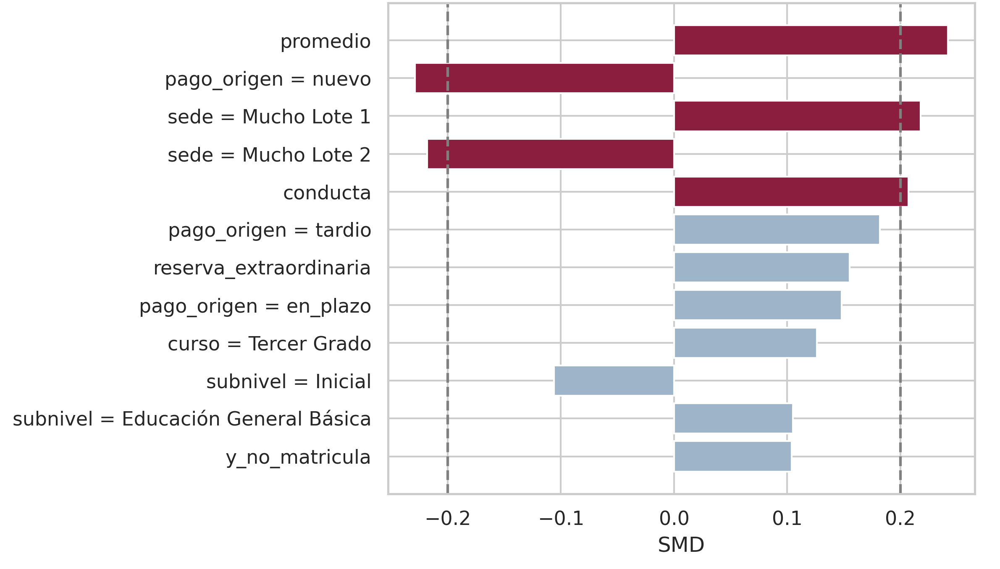 promedio
pago_origen = nuevo
sede = Mucho Lote 1
sede = Mucho Lote 2
conducta
pago_origen = tardio
reserva_extraordinaria
pago_origen = en_plazo
curso = Tercer Grado
subnivel = Inicial
subnivel = Educación General Básica
y_no_matricula
−0.2 −0.1 0.0 0.1 0.2
SMD